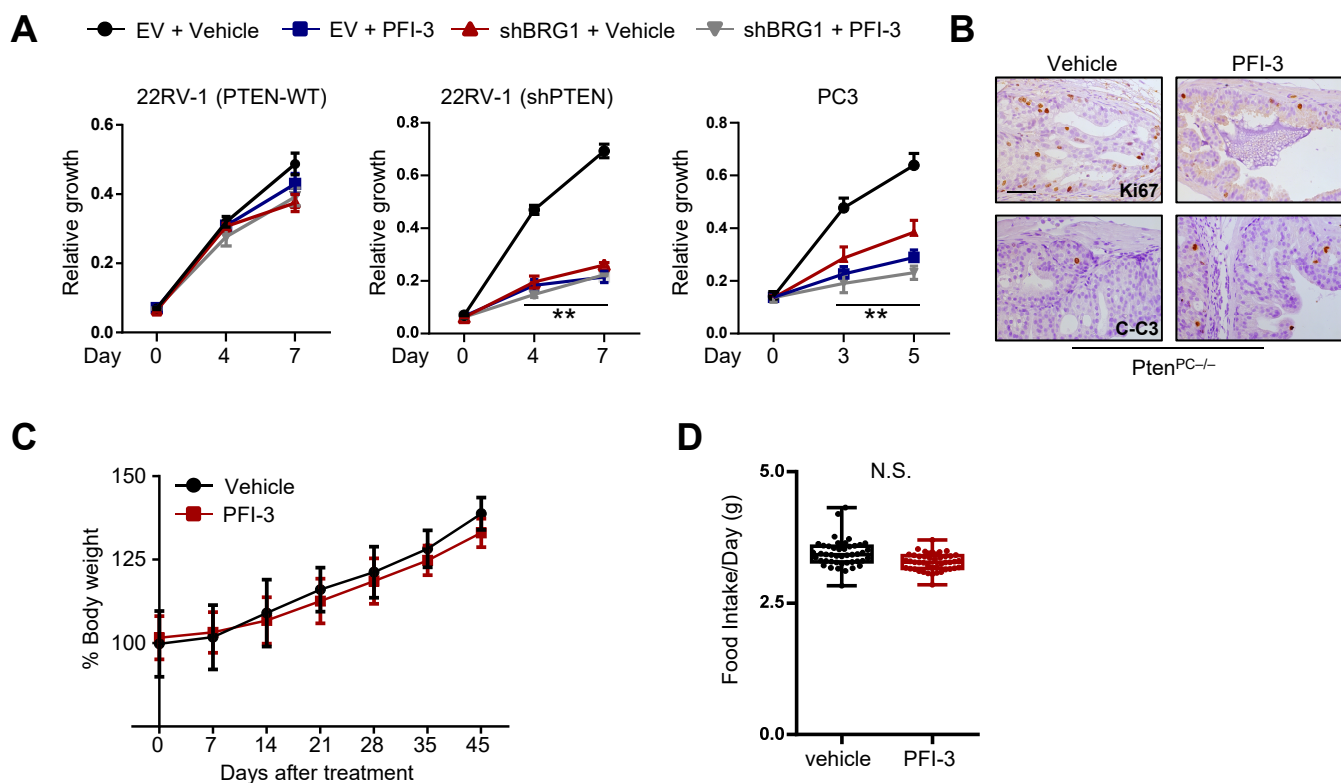 A
EV + Vehicle EV + PFI-3 shBRG1 + Vehicle shBRG1 + PFI-3
22RV-1 (PTEN-WT)
Relative growth
0.6
0.4
0.2
0.0
Day 0 4 7
22RV-1 (shPTEN)
Relative growth
0.8
0.6
0.4
0.2
0.0
**
Day 0 4 7
PC3
Relative growth
0.8
0.6
0.4
0.2
0.0
**
Day 0 3 5
B
Vehicle PFI-3
Ki67
C-C3
PtenPC–/–
C
% Body weight
150
125
100
Vehicle
PFI-3
0 7 14 21 28 35 45
Days after treatment
D
N.S.
Food Intake/Day (g)
5.0
2.5
0.0
vehicle PFI-3